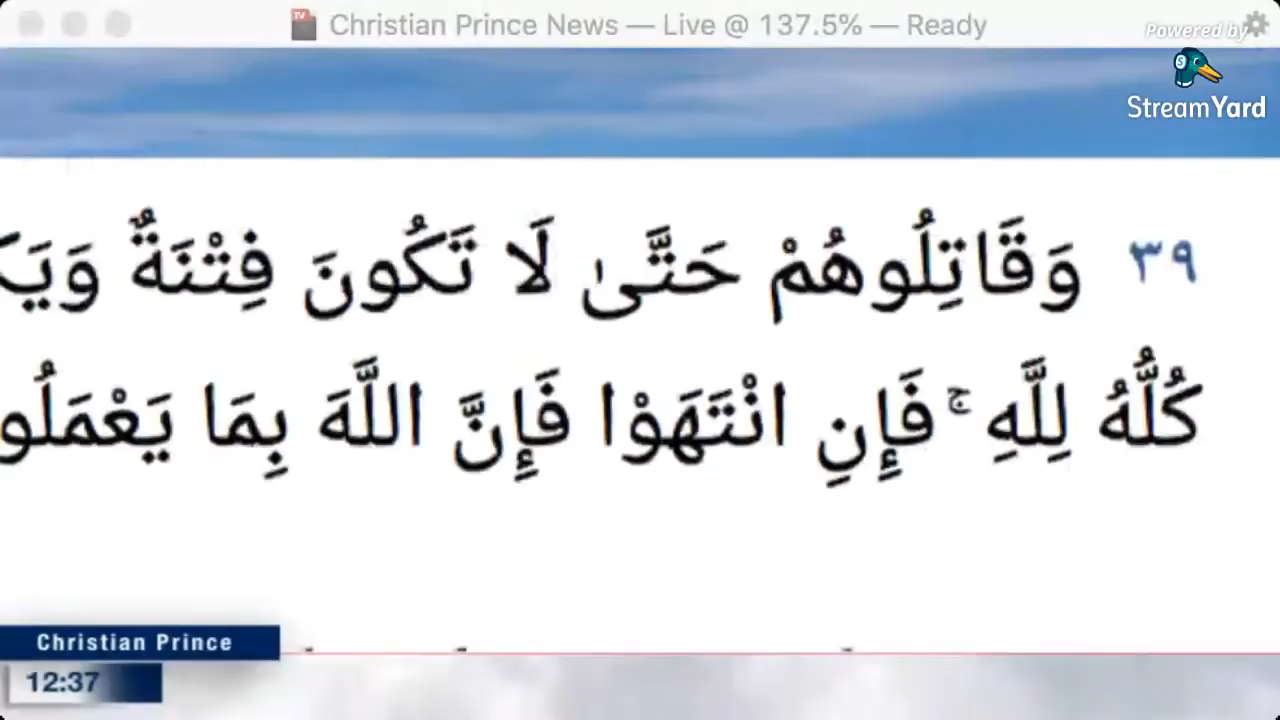 Christian Prince News — Live @ 137.5% — Ready
Powered by
StreamYard
٣٩ وَقَاتِلُوهُمْ حَتَّىٰ لَا تَكُونَ فِتْنَةٌ
كُلُّهُ لِلَّهِ ۚ فَإِنِ انْتَهَوْا فَإِنَّ اللَّهَ بِمَا
Christian Prince
12:37